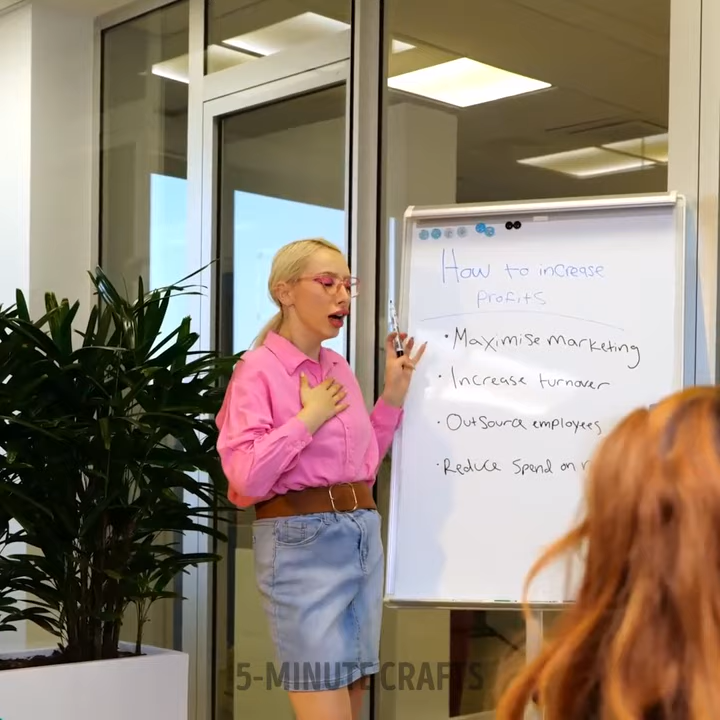 How to increase
profits
· Maximise marketing
· Increase turnover
· Outsource employees
· Reduce Spend on
5-MINUTE CRAFTS